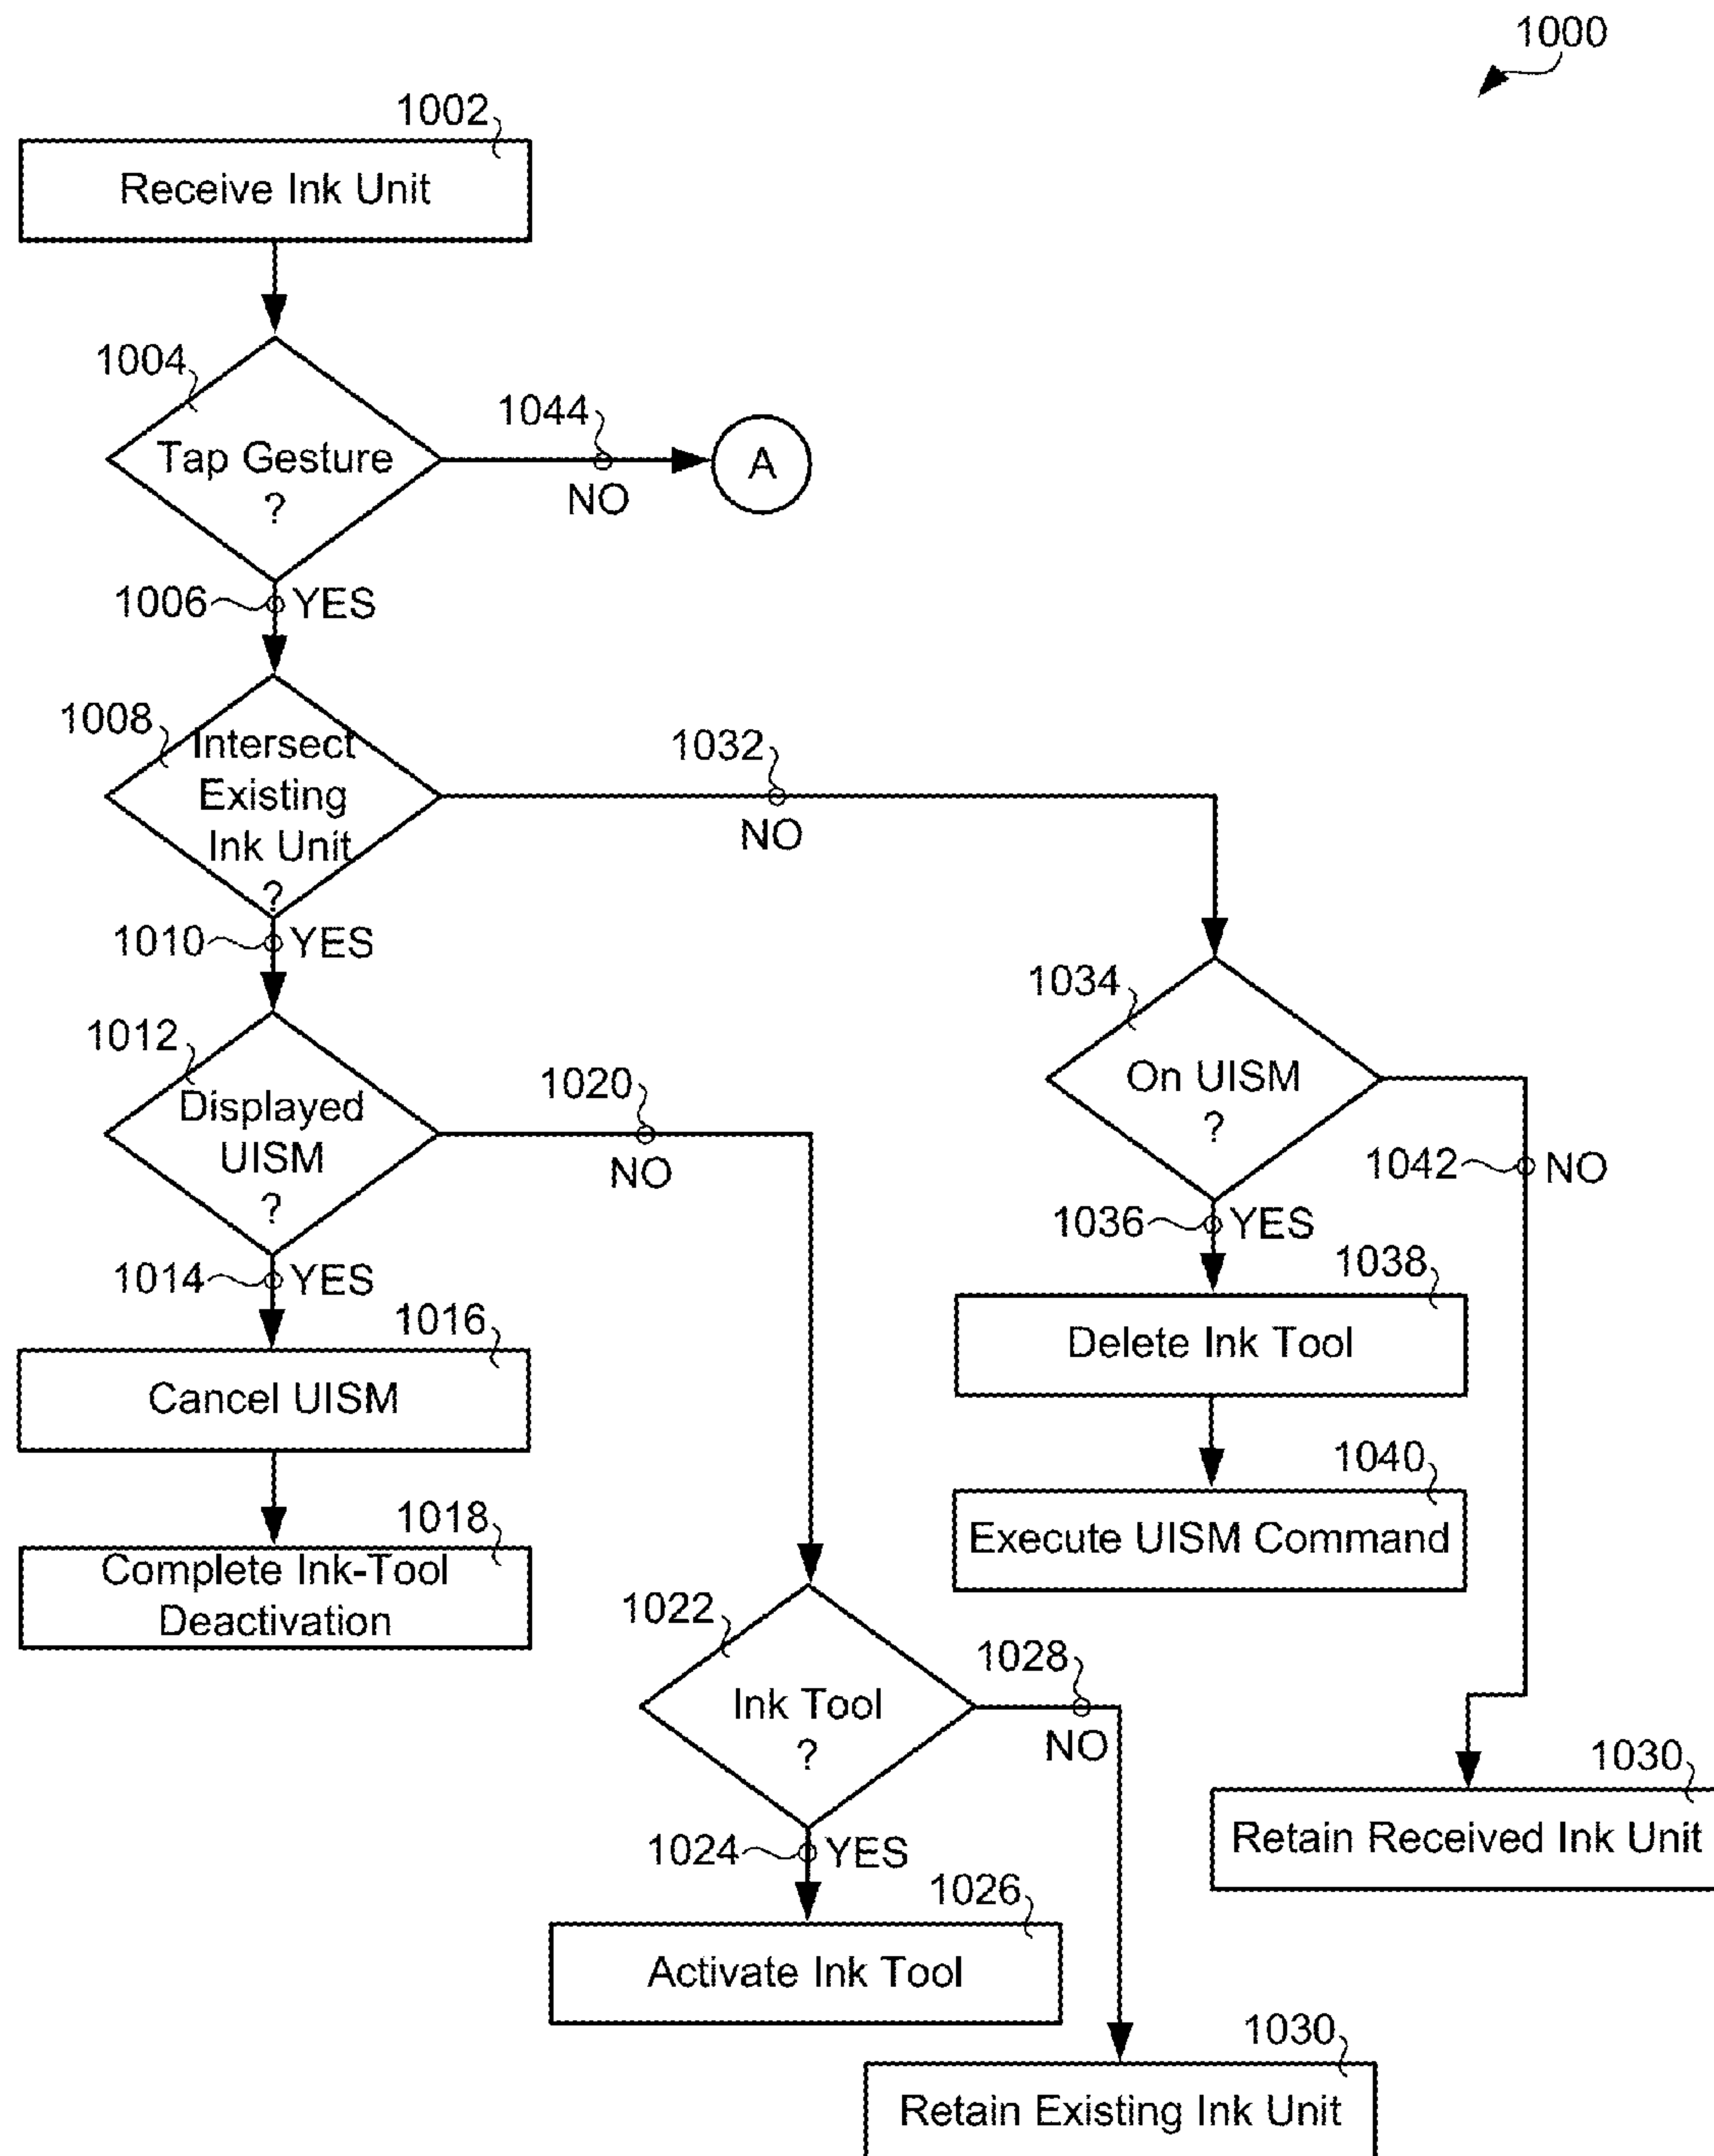 1000
1002
Receive Ink Unit
1004
Tap Gesture
?
1044
NO
A
1006
YES
1008
Intersect
Existing
Ink Unit
?
1032
NO
1010
YES
1012
Displayed
UISM
?
1020
NO
1034
On UISM
?
1042
NO
1036
YES
1014
YES
1016
Cancel UISM
1018
Complete Ink-Tool
Deactivation
1038
Delete Ink Tool
1040
Execute UISM Command
1022
Ink Tool
?
1028
NO
1024
YES
1026
Activate Ink Tool
1030
Retain Received Ink Unit
1030
Retain Existing Ink Unit